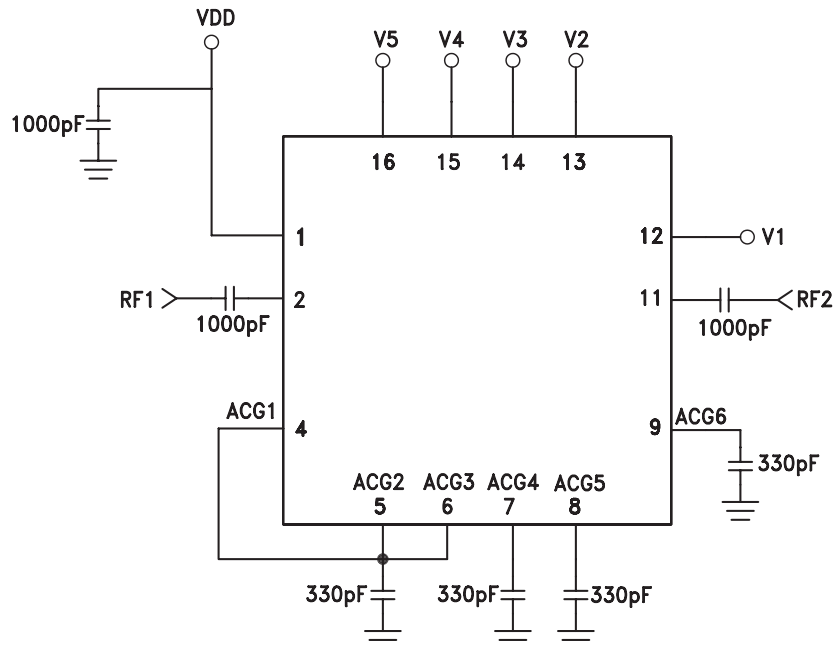 VDD
V5 V4 V3 V2
1000pF
16 15 14 13
1 12 V1
RF1 2 11 RF2
1000pF 1000pF
ACG1 ACG6
4 9
330pF
ACG2 ACG3 ACG4 ACG5
5 6 7 8
330pF 330pF 330pF